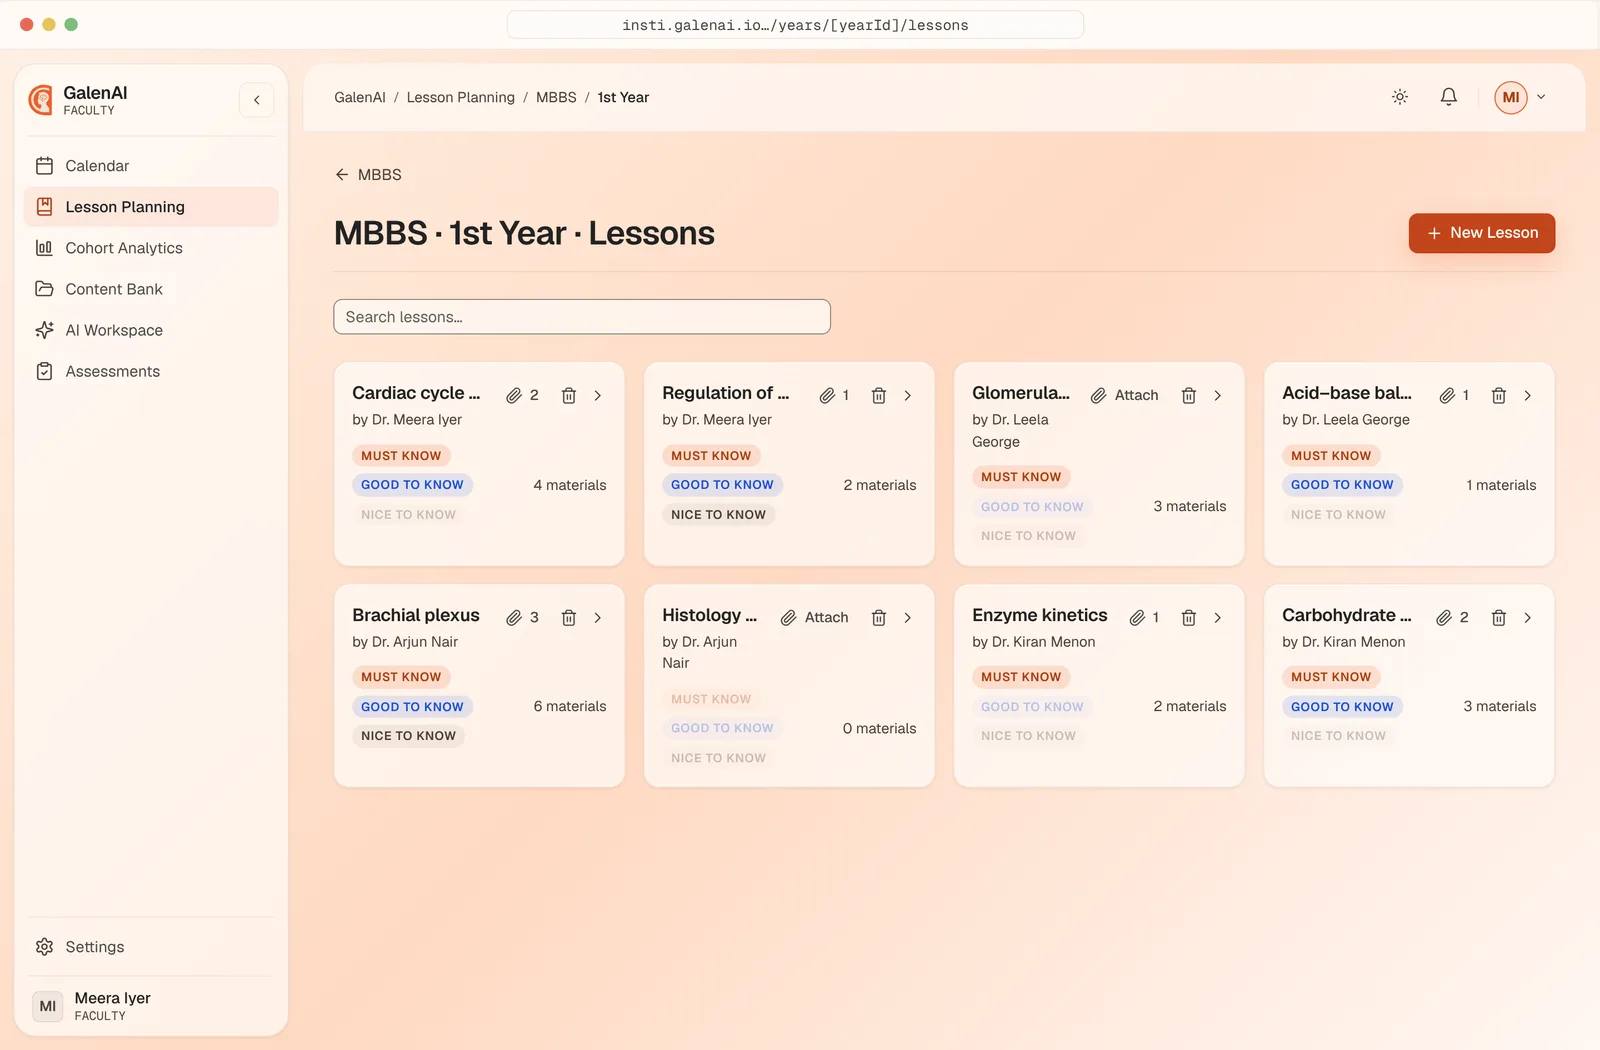 insti.galenai.io…/years/[yearId]/lessons
GalenAI
FACULTY
Calendar
Lesson Planning
Cohort Analytics
Content Bank
AI Workspace
Assessments
Settings
MI
Meera Iyer
FACULTY
GalenAI / Lesson Planning / MBBS / 1st Year
MI
MBBS
MBBS · 1st Year · Lessons
New Lesson
Search lessons...
Cardiac cycle ...
2
by Dr. Meera Iyer
MUST KNOW
GOOD TO KNOW
NICE TO KNOW
4 materials
Regulation of ...
1
by Dr. Meera Iyer
MUST KNOW
GOOD TO KNOW
NICE TO KNOW
2 materials
Glomerula...
Attach
by Dr. Leela
George
MUST KNOW
GOOD TO KNOW
NICE TO KNOW
3 materials
Acid–base bal...
1
by Dr. Leela George
MUST KNOW
GOOD TO KNOW
NICE TO KNOW
1 materials
Brachial plexus
3
by Dr. Arjun Nair
MUST KNOW
GOOD TO KNOW
NICE TO KNOW
6 materials
Histology ...
Attach
by Dr. Arjun
Nair
MUST KNOW
GOOD TO KNOW
NICE TO KNOW
0 materials
Enzyme kinetics
1
by Dr. Kiran Menon
MUST KNOW
GOOD TO KNOW
NICE TO KNOW
2 materials
Carbohydrate ...
2
by Dr. Kiran Menon
MUST KNOW
GOOD TO KNOW
NICE TO KNOW
3 materials